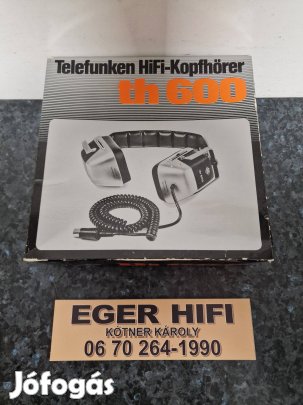 Telefunken HiFi-Kopfhörer
th 600
EGER HIFI
KÖTNER KÁROLY
06 70 264-1990
Jófogás